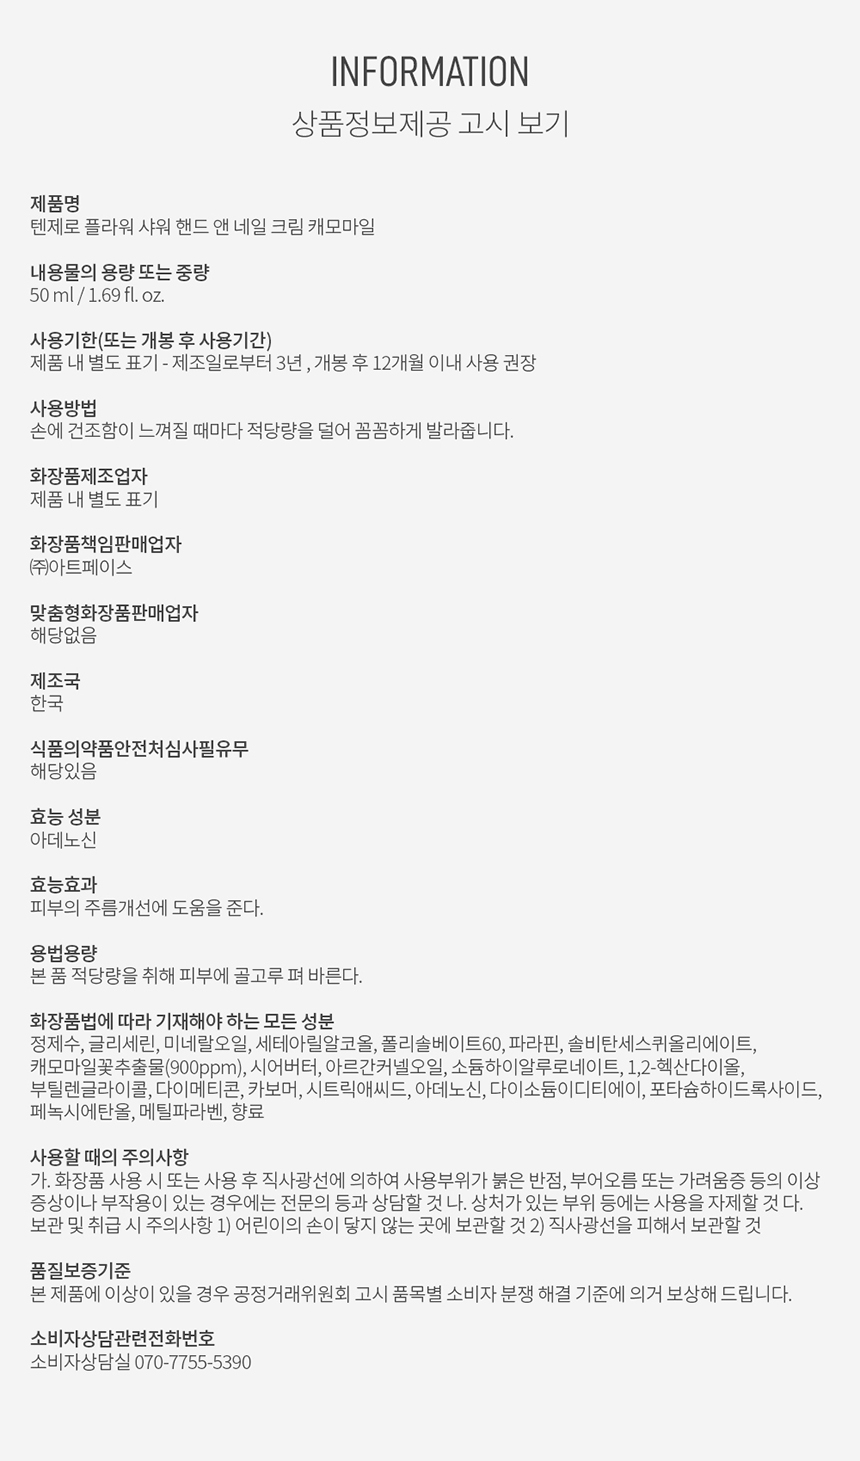 INFORMATION
상품정보제공 고시 보기
제품명
텐제로 플라워 샤워 핸드 앤 네일 크림 캐모마일
내용물의 용량 또는 중량
50 ml / 1.69 fl. oz.
사용기한(또는 개봉 후 사용기간)
제품 내 별도 표기 - 제조일로부터 3년 , 개봉 후 12개월 이내 사용 권장
사용방법
손에 건조함이 느껴질 때마다 적당량을 덜어 꼼꼼하게 발라줍니다.
화장품제조업자
제품 내 별도 표기
화장품책임판매업자
㈜아트페이스
맞춤형화장품판매업자
해당없음
제조국
한국
식품의약품안전처심사필유무
해당있음
효능 성분
아데노신
효능효과
피부의 주름개선에 도움을 준다.
용법용량
본 품 적당량을 취해 피부에 골고루 펴 바른다.
화장품법에 따라 기재해야 하는 모든 성분
정제수, 글리세린, 미네랄오일, 세테아릴알코올, 폴리솔베이트60, 파라핀, 솔비탄세스퀴올리에이트,
캐모마일꽃추출물(900ppm), 시어버터, 아르간커넬오일, 소듐하이알루로네이트, 1,2-헥산다이올,
부틸렌글라이콜, 다이메티콘, 카보머, 시트릭애씨드, 아데노신, 다이소듐이디티에이, 포타슘하이드록사이드,
페녹시에탄올, 메틸파라벤, 향료
사용할 때의 주의사항
가. 화장품 사용 시 또는 사용 후 직사광선에 의하여 사용부위가 붉은 반점, 부어오름 또는 가려움증 등의 이상
증상이나 부작용이 있는 경우에는 전문의 등과 상담할 것 나. 상처가 있는 부위 등에는 사용을 자제할 것 다.
보관 및 취급 시 주의사항 1) 어린이의 손이 닿지 않는 곳에 보관할 것 2) 직사광선을 피해서 보관할 것
품질보증기준
본 제품에 이상이 있을 경우 공정거래위원회 고시 품목별 소비자 분쟁 해결 기준에 의거 보상해 드립니다.
소비자상담관련전화번호
소비자상담실 070-7755-5390